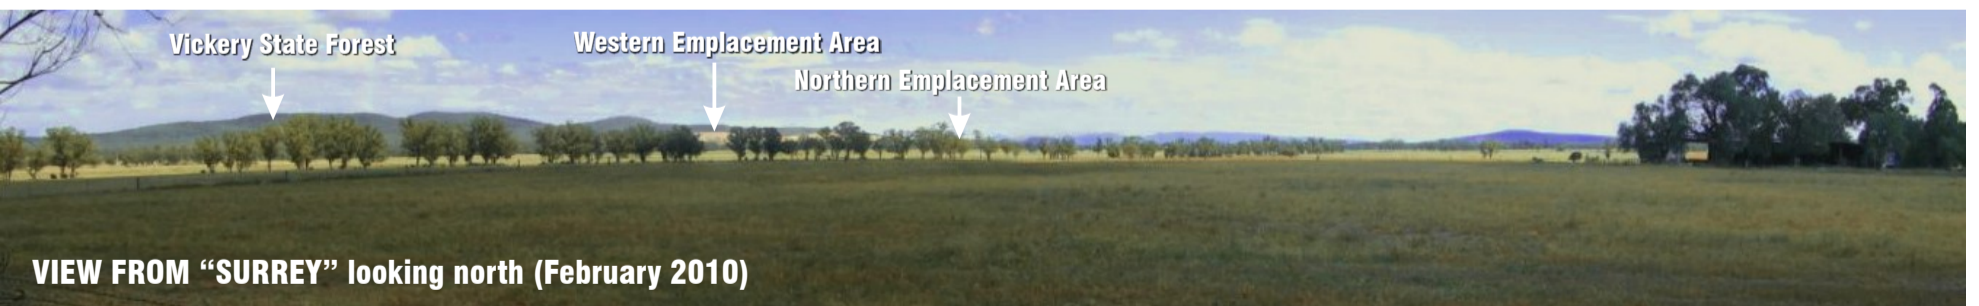 Vickery State Forest
Western Emplacement Area
Northern Emplacement Area
VIEW FROM “SURREY” looking north (February 2010)